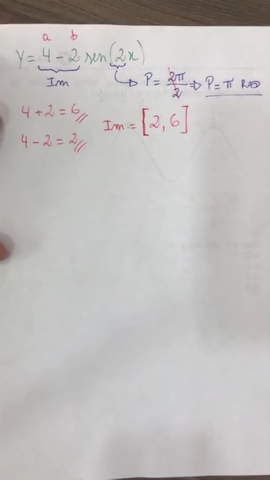 a b
y = 4 - 2 sen (2x)
Im
P = 2π/2 ⇒ P = π RAD
4 + 2 = 6
4 - 2 = 2
Im = [2, 6]